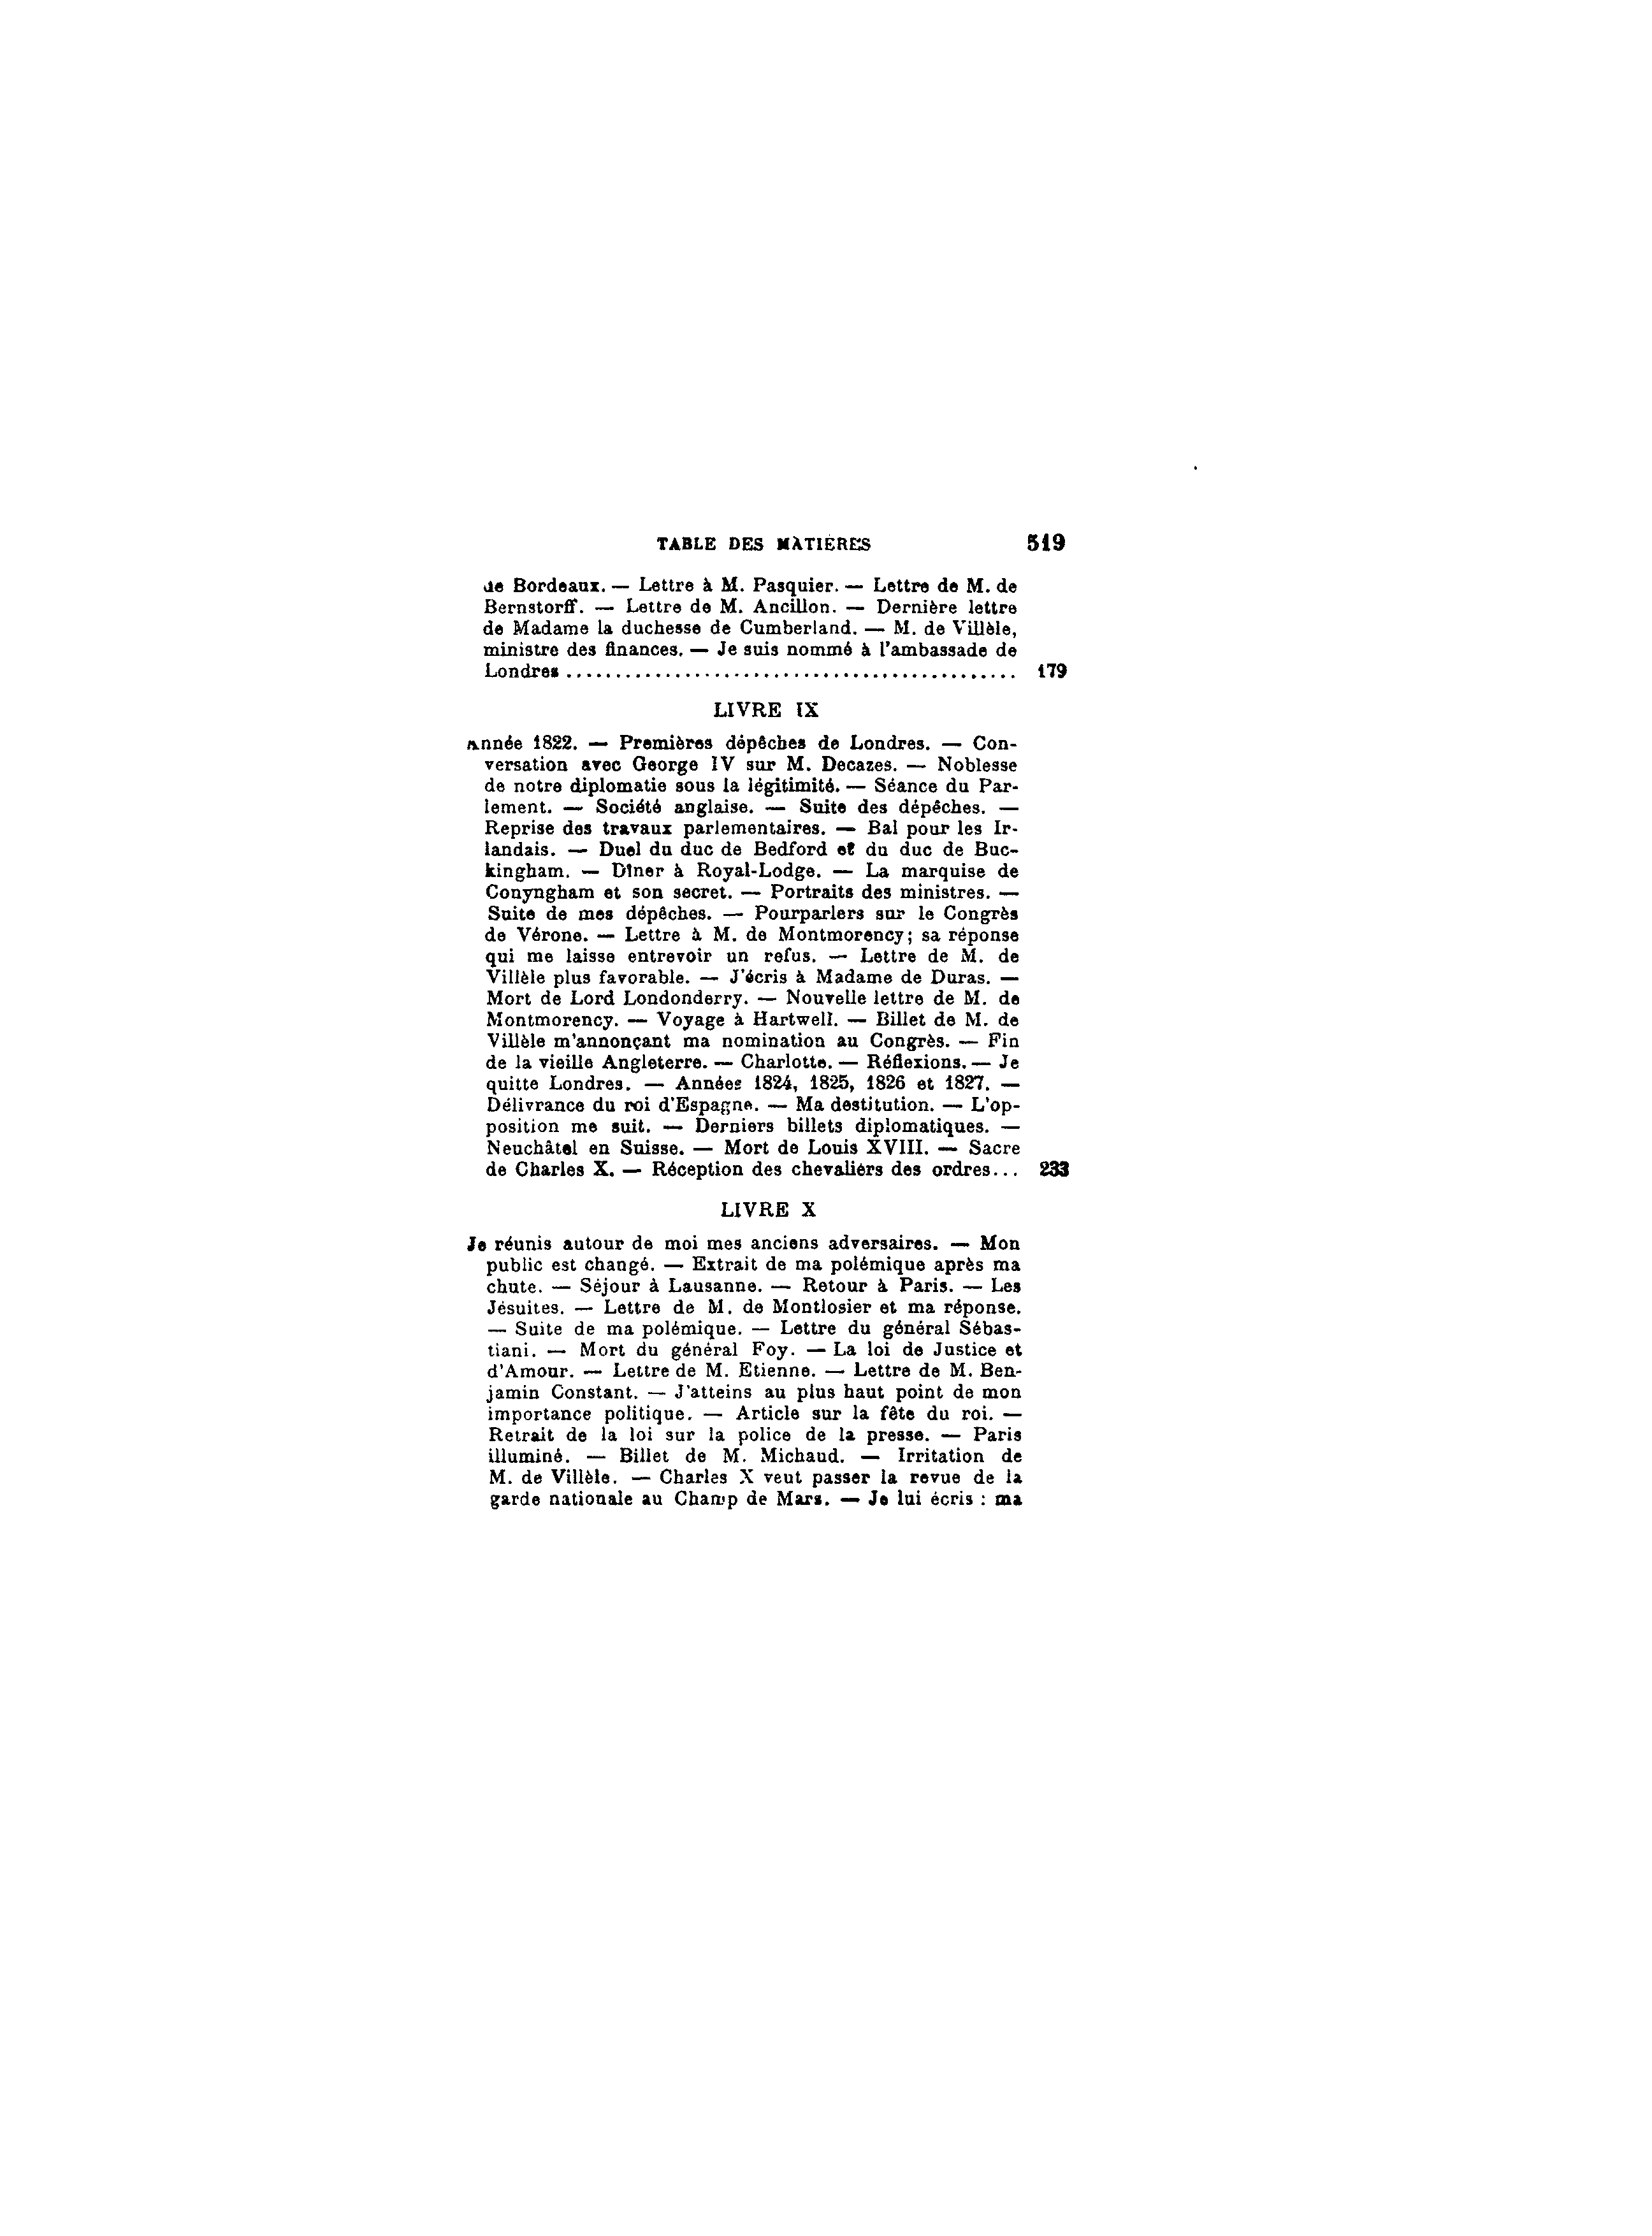 TABLE DES MATIÈRES 519
de Bordeaux. — Lettre à M. Pasquier. — Lettre de M. de
Bernstorff. — Lettre de M. Ancillon. — Dernière lettre
de Madame la duchesse de Cumberland. — M. de Villèle,
ministre des finances. — Je suis nommé à l'ambassade de
Londres ............................................ 179
LIVRE IX
Année 1822. — Premières dépêches de Londres. — Con-
versation avec George IV sur M. Decazes. — Noblesse
de notre diplomatie sous la légitimité. — Séance du Par-
lement. — Société anglaise. — Suite des dépêches. —
Reprise des travaux parlementaires. — Bal pour les Ir-
landais. — Duel du duc de Bedford et du duc de Buc-
kingham. — Dîner à Royal-Lodge. — La marquise de
Conyngham et son secret. — Portraits des ministres. —
Suite de mes dépêches. — Pourparlers sur le Congrès
de Vérone. — Lettre à M. de Montmorency; sa réponse
qui me laisse entrevoir un refus. — Lettre de M. de
Villèle plus favorable. — J'écris à Madame de Duras. —
Mort de Lord Londonderry. — Nouvelle lettre de M. de
Montmorency. — Voyage à Hartwell. — Billet de M. de
Villèle m'annonçant ma nomination au Congrès. — Fin
de la vieille Angleterre. — Charlotte. — Réflexions. — Je
quitte Londres. — Années 1824, 1825, 1826 et 1827. —
Délivrance du roi d'Espagne. — Ma destitution. — L'op-
position me suit. — Derniers billets diplomatiques. —
Neuchâtel en Suisse. — Mort de Louis XVIII. — Sacre
de Charles X. — Réception des chevaliérs des ordres... 233
LIVRE X
Je réunis autour de moi mes anciens adversaires. — Mon
public est changé. — Extrait de ma polémique après ma
chute. — Séjour à Lausanne. — Retour à Paris. — Les
Jésuites. — Lettre de M. de Montlosier et ma réponse.
— Suite de ma polémique. — Lettre du général Sébas-
tiani. — Mort du général Foy. — La loi de Justice et
d'Amour. — Lettre de M. Etienne. — Lettre de M. Ben-
jamin Constant. — J'atteins au plus haut point de mon
importance politique. — Article sur la fête du roi. —
Retrait de la loi sur la police de la presse. — Paris
illuminé. — Billet de M. Michaud. — Irritation de
M. de Villèle. — Charles X veut passer la revue de la
garde nationale au Champ de Mars. — Je lui écris : ma